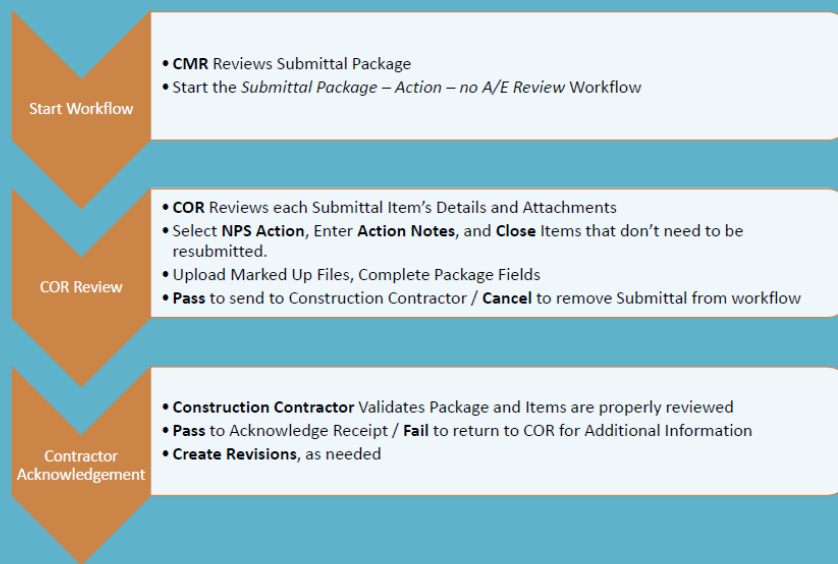 Start Workflow
• CMR Reviews Submittal Package
• Start the Submittal Package – Action – no A/E Review Workflow
COR Review
• COR Reviews each Submittal Item's Details and Attachments
• Select NPS Action, Enter Action Notes, and Close Items that don't need to be
resubmitted.
• Upload Marked Up Files, Complete Package Fields
• Pass to send to Construction Contractor / Cancel to remove Submittal from workflow
Contractor
Acknowledgement
• Construction Contractor Validates Package and Items are properly reviewed
• Pass to Acknowledge Receipt / Fail to return to COR for Additional Information
• Create Revisions, as needed